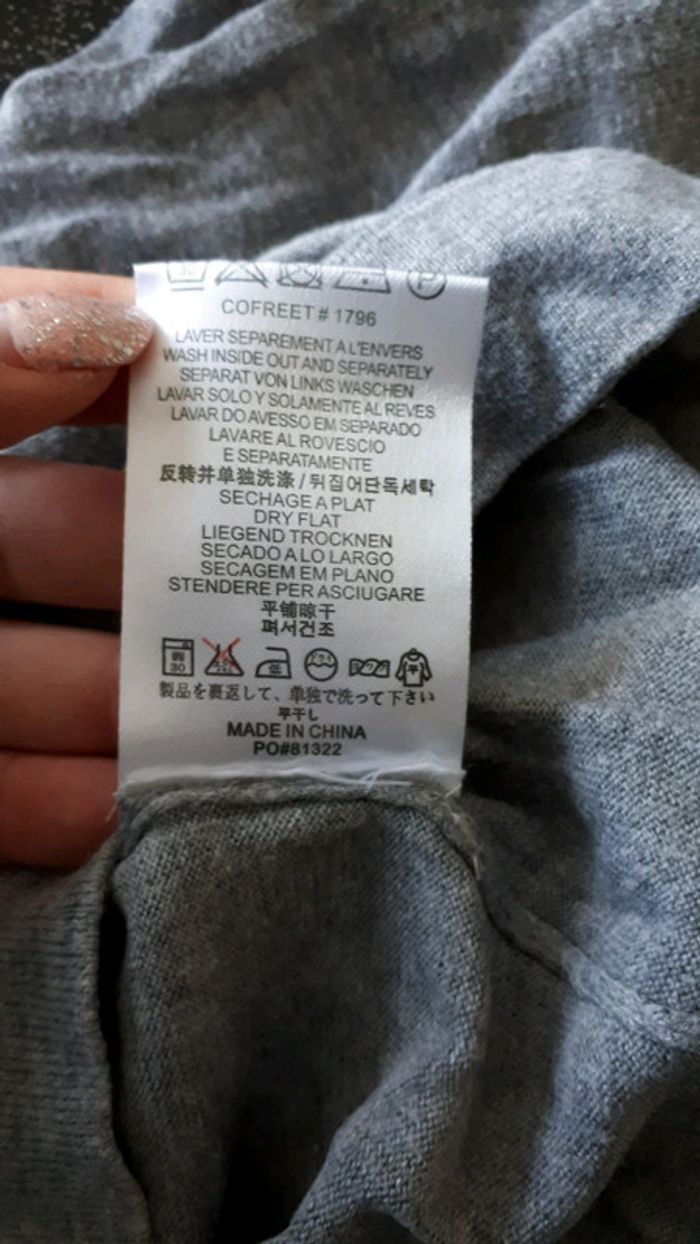 P
COFREET # 1796
LAVER SEPAREMENT A L'ENVERS
WASH INSIDE OUT AND SEPARATELY
SEPARAT VON LINKS WASCHEN
LAVAR SOLO Y SOLAMENTE AL REVES
LAVAR DO AVESSO EM SEPARADO
LAVARE AL ROVESCIO
E SEPARATAMENTE
反转并单独洗涤 / 뒤집어단독세탁
SECHAGE A PLAT
DRY FLAT
LIEGEND TROCKNEN
SECADO A LO LARGO
SECAGEM EM PLANO
STENDERE PER ASCIUGARE
平铺晾干
펴서건조
30 低 平
製品を裏返して、単独で洗って下さい
平干し
MADE IN CHINA
PO#81322